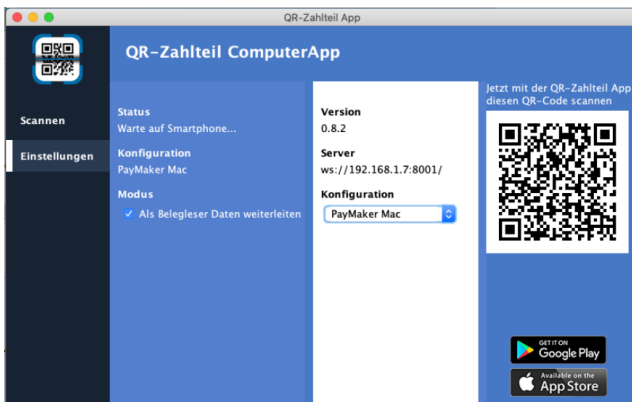 QR-Zahlteil App
QR-Zahlteil ComputerApp
Scannen
Einstellungen
Status
Warte auf Smartphone...
Konfiguration
PayMaker Mac
Modus
Als Belegleser Daten weiterleiten
Version
0.8.2
Server
ws://192.168.1.7:8001/
Konfiguration
PayMaker Mac
Jetzt mit der QR-Zahlteil App
diesen QR-Code scannen
GET IT ON
Google Play
Available on the
App Store